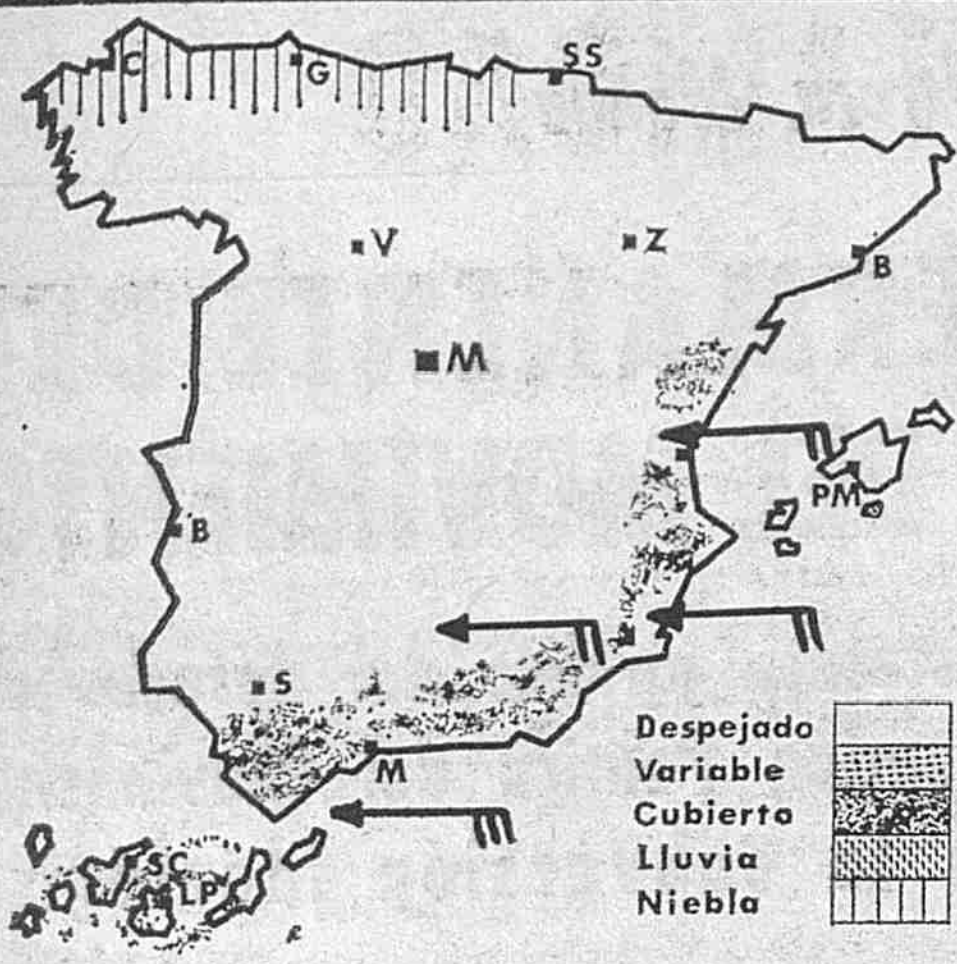 C
G
SS
V
Z
B
M
PM
B
S
M
SC
LP
Despejado
Variable
Cubierto
Lluvia
Niebla